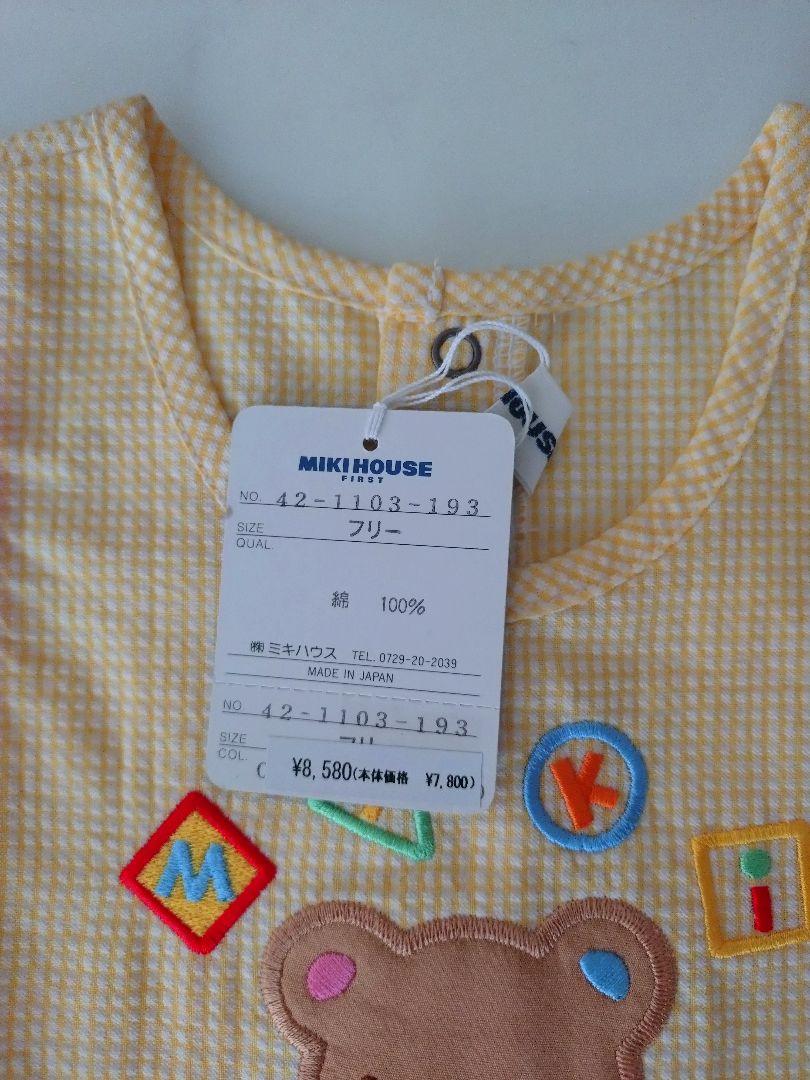 MIKIHOUSE
FIRST
NO. 42-1103-193
SIZE フリー
QUAL.
綿 100%
㈱ミキハウス TEL.0729-20-2039
MADE IN JAPAN
NO. 42-1103-193
SIZE
COL.
¥8,580(本体価格 ¥7,800)
M
K
i